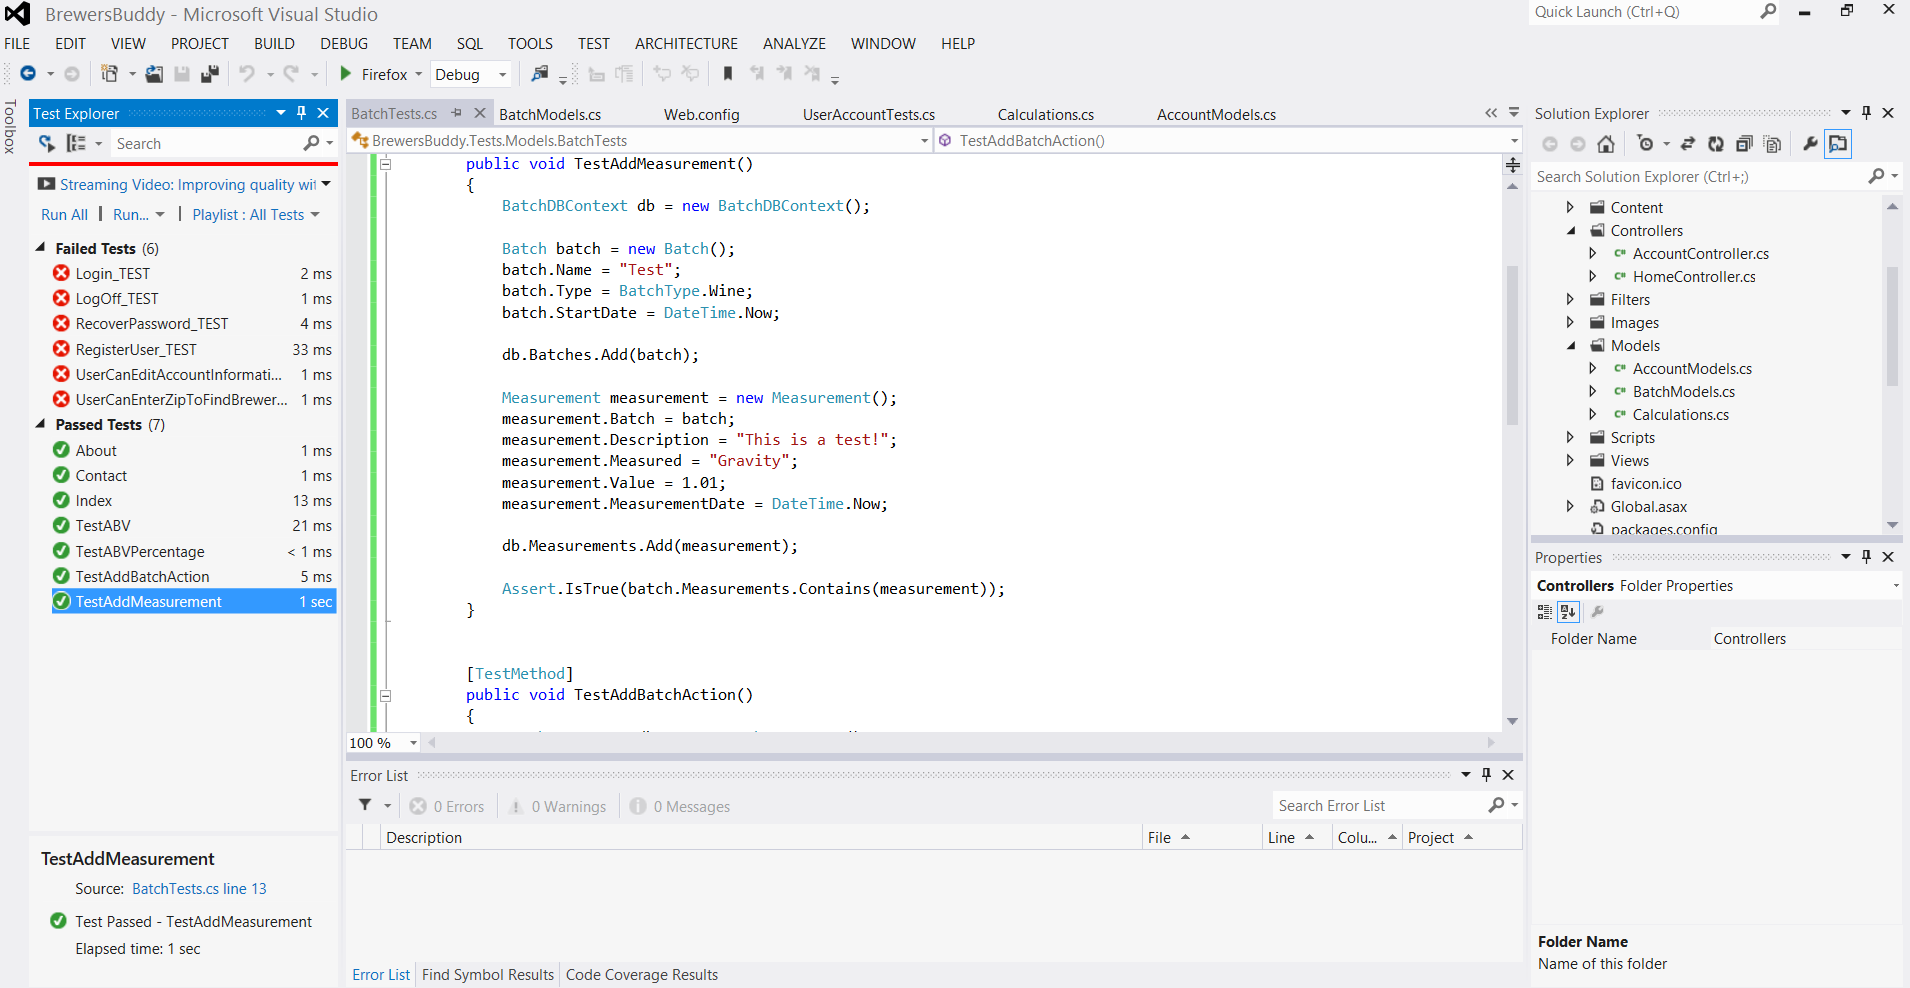 BrewersBuddy - Microsoft Visual Studio
Quick Launch (Ctrl+Q)
FILE EDIT VIEW PROJECT BUILD DEBUG TEAM SQL TOOLS TEST ARCHITECTURE ANALYZE WINDOW HELP
Firefox Debug
Toolbox
Test Explorer
Search
Streaming Video: Improving quality wit
Run All | Run... | Playlist : All Tests
Failed Tests (6)
Login_TEST 2 ms
LogOff_TEST 1 ms
RecoverPassword_TEST 4 ms
RegisterUser_TEST 33 ms
UserCanEditAccountInformati... 1 ms
UserCanEnterZipToFindBrewer... 1 ms
Passed Tests (7)
About 1 ms
Contact 1 ms
Index 13 ms
TestABV 21 ms
TestABVPercentage < 1 ms
TestAddBatchAction 5 ms
TestAddMeasurement 1 sec
TestAddMeasurement
Source: BatchTests.cs line 13
Test Passed - TestAddMeasurement
Elapsed time: 1 sec
BatchTests.cs BatchModels.cs Web.config UserAccountTests.cs Calculations.cs AccountModels.cs
BrewersBuddy.Tests.Models.BatchTests TestAddBatchAction()
public void TestAddMeasurement()
{
BatchDBContext db = new BatchDBContext();
Batch batch = new Batch();
batch.Name = "Test";
batch.Type = BatchType.Wine;
batch.StartDate = DateTime.Now;
db.Batches.Add(batch);
Measurement measurement = new Measurement();
measurement.Batch = batch;
measurement.Description = "This is a test!";
measurement.Measured = "Gravity";
measurement.Value = 1.01;
measurement.MeasurementDate = DateTime.Now;
db.Measurements.Add(measurement);
Assert.IsTrue(batch.Measurements.Contains(measurement));
}
[TestMethod]
public void TestAddBatchAction()
{
100 %
Error List
0 Errors 0 Warnings 0 Messages
Search Error List
Description File Line Colu... Project
Error List Find Symbol Results Code Coverage Results
Solution Explorer
Search Solution Explorer (Ctrl+;)
Content
Controllers
C# AccountController.cs
C# HomeController.cs
Filters
Images
Models
C# AccountModels.cs
C# BatchModels.cs
C# Calculations.cs
Scripts
Views
favicon.ico
Global.asax
packages.config
Properties
Controllers Folder Properties
Folder Name Controllers
Folder Name
Name of this folder